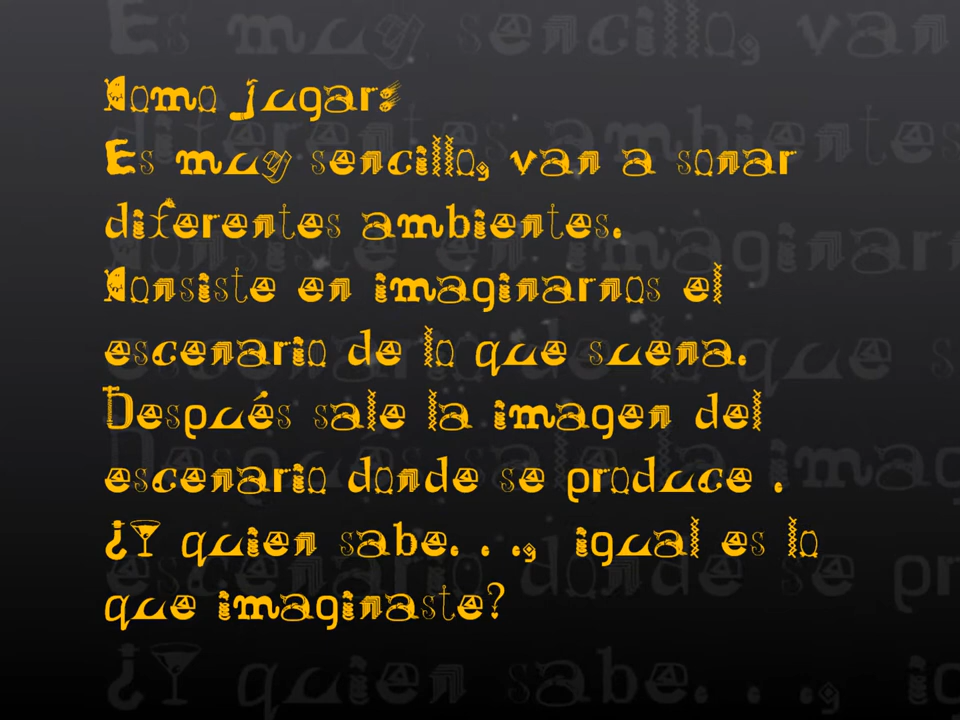 Como jugar:
Es muy sencillo, van a sonar
diferentes ambientes.
Consiste en imaginarnos el
escenario de lo que suena.
Después sale la imagen del
escenario donde se produce .
¿Y quien sabe. . ., igual es lo
que imaginaste?